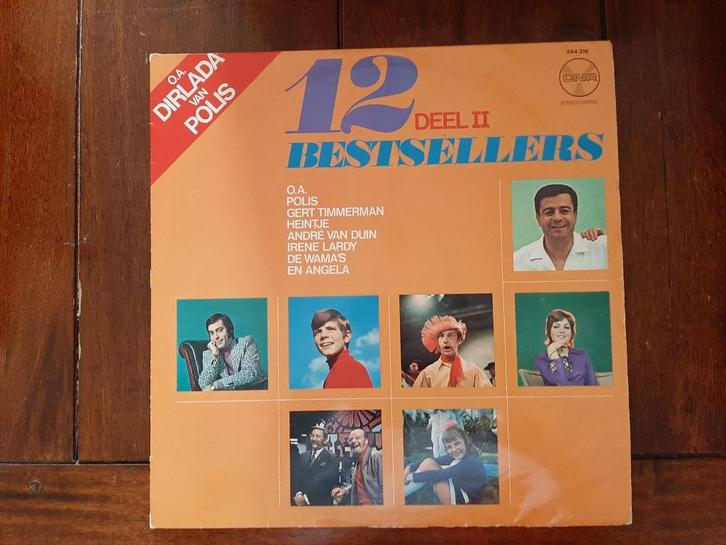 O.A.
DIRLADA
VAN
POLIS
12
DEEL II
BESTSELLERS
544 318
CNR
STEREO/MONO
O.A.
POLIS
GERT TIMMERMAN
HEINTJE
ANDRÉ VAN DUIN
IRENE LARDY
DE WAMA'S
EN ANGELA